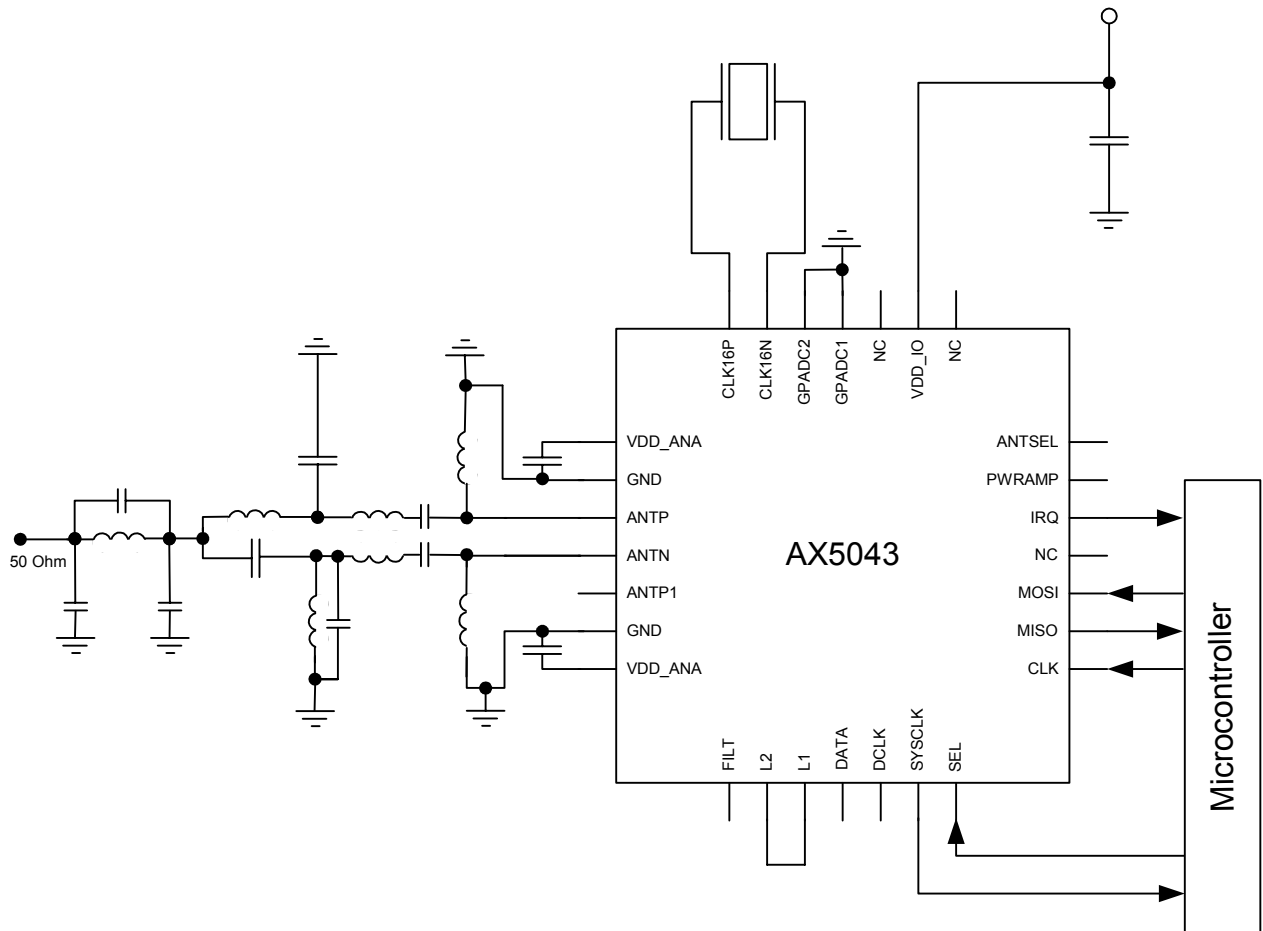 CLK16P
CLK16N
GPADC2
GPADC1
NC
VDD_IO
NC
VDD_ANA
GND
ANTP
ANTN
ANTP1
GND
VDD_ANA
50 Ohm
AX5043
ANTSEL
PWRAMP
IRQ
NC
MOSI
MISO
CLK
FILT
L2
L1
DATA
DCLK
SYSCLK
SEL
Microcontroller